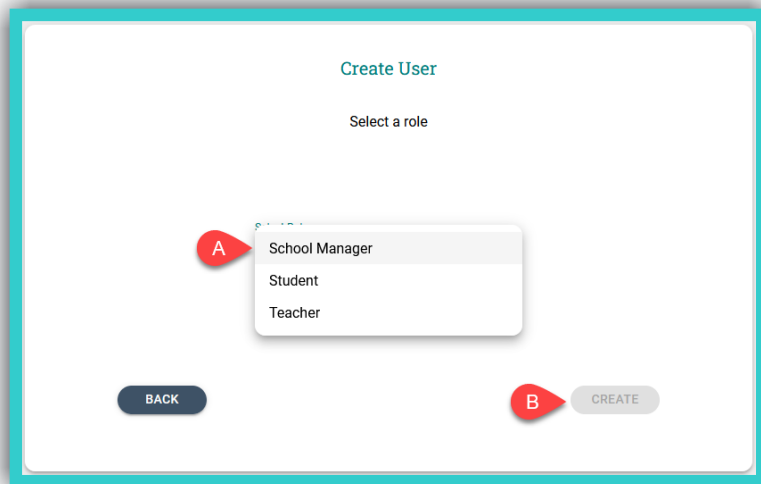 Create User
Select a role
A
School Manager
Student
Teacher
BACK
B
CREATE